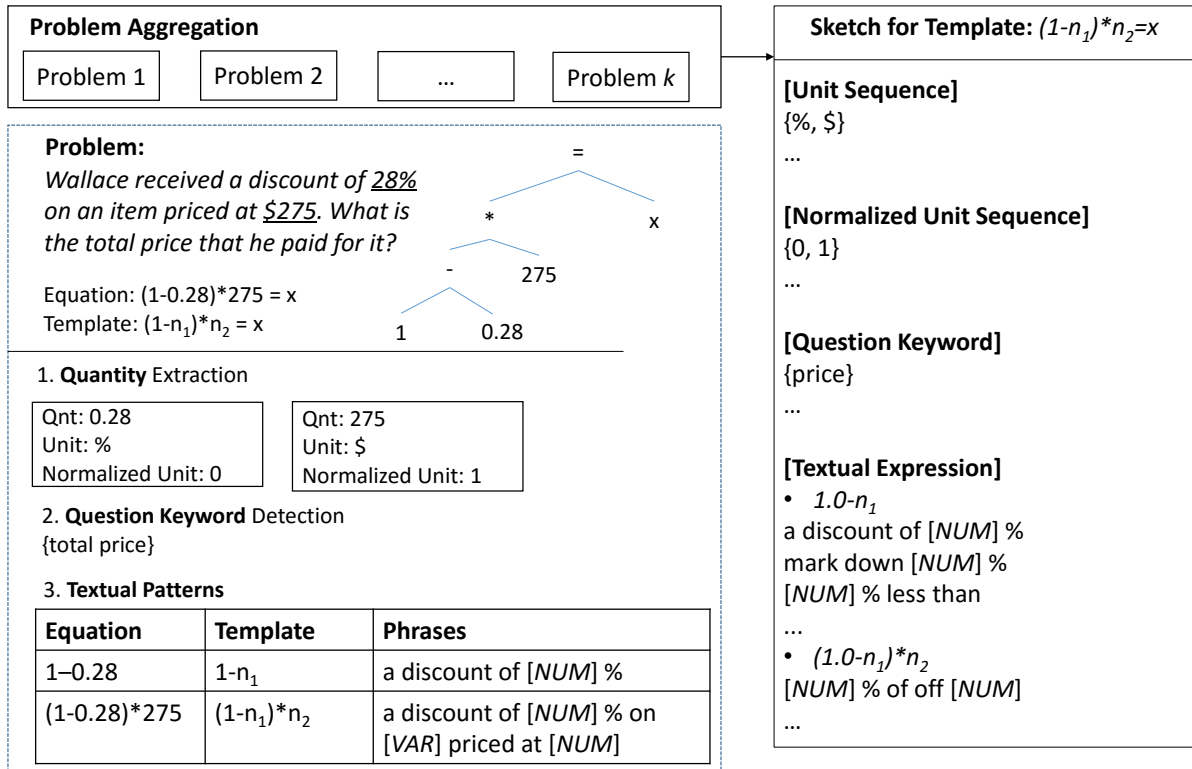 Problem Aggregation
Problem 1
Problem 2
...
Problem k
Problem:
Wallace received a discount of 28%
on an item priced at $275. What is
the total price that he paid for it?
Equation: (1-0.28)*275 = x
Template: (1-n₁)*n₂ = x
=
*
x
-
275
1
0.28
1. Quantity Extraction
Qnt: 0.28
Unit: %
Normalized Unit: 0
Qnt: 275
Unit: $
Normalized Unit: 1
2. Question Keyword Detection
{total price}
3. Textual Patterns
Equation Template Phrases
1–0.28 1-n₁ a discount of [NUM] %
(1-0.28)*275 (1-n₁)*n₂ a discount of [NUM] % on
[VAR] priced at [NUM]
Sketch for Template: (1-n₁)*n₂=x
[Unit Sequence]
{%, $}
...
[Normalized Unit Sequence]
{0, 1}
...
[Question Keyword]
{price}
...
[Textual Expression]
• 1.0-n₁
a discount of [NUM] %
mark down [NUM] %
[NUM] % less than
...
• (1.0-n₁)*n₂
[NUM] % of off [NUM]
...